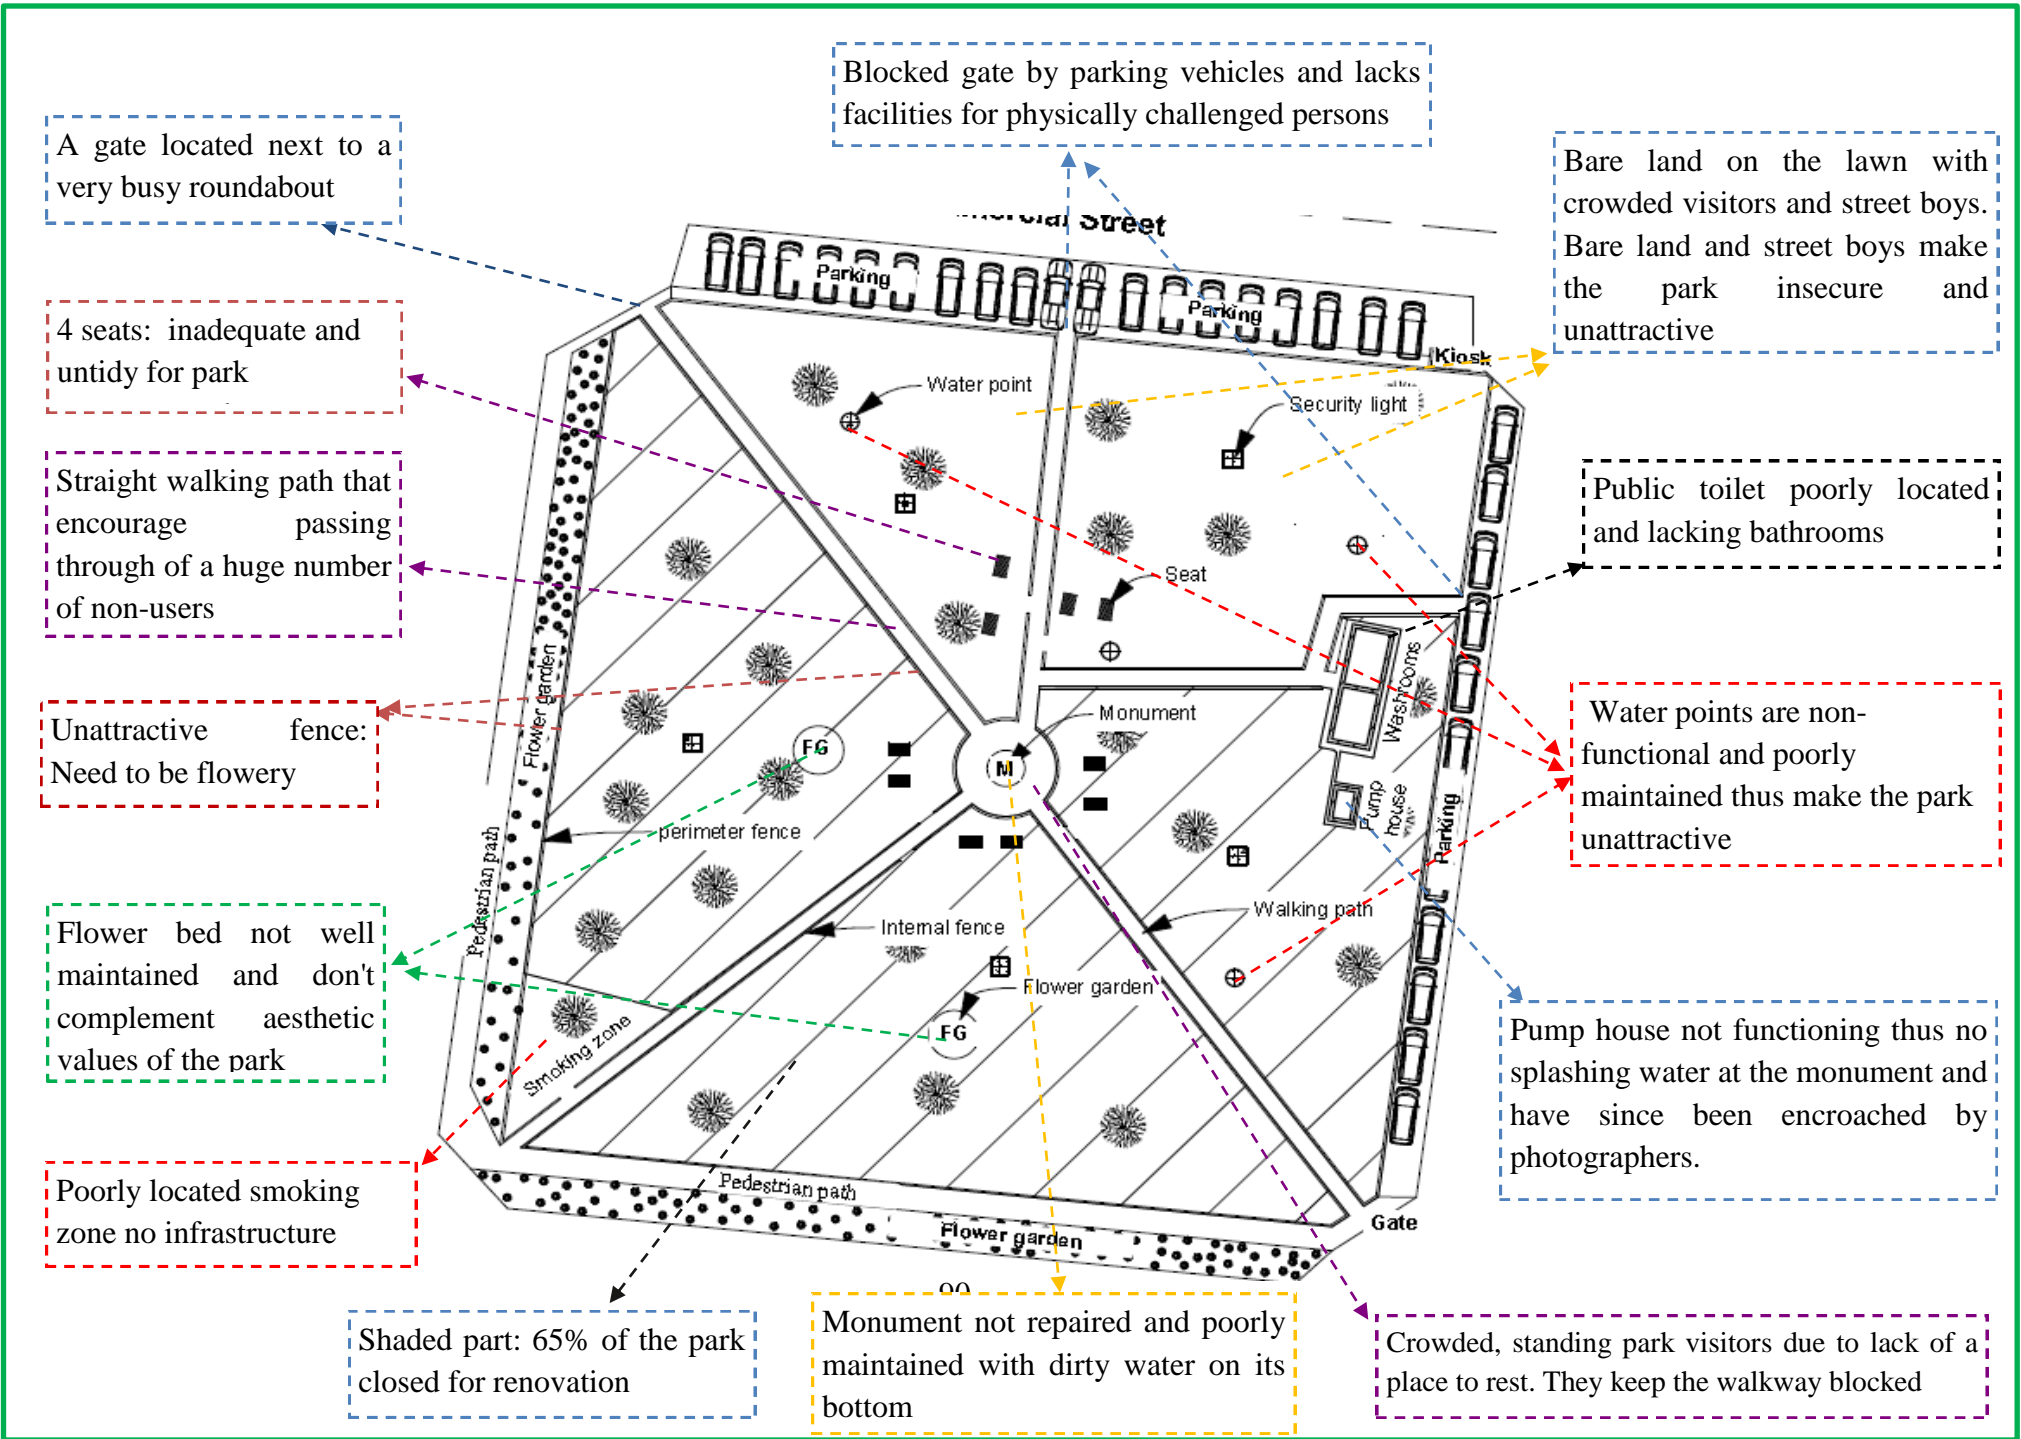 Blocked gate by parking vehicles and lacks
facilities for physically challenged persons
A gate located next to a
very busy roundabout
Bare land on the lawn with
crowded visitors and street boys.
Bare land and street boys make
the park insecure and
unattractive
Street
Parking
Parking
Kiosk
4 seats: inadequate and
untidy for park
Water point
Security light
Straight walking path that
encourage passing
through of a huge number
of non-users
Public toilet poorly located
and lacking bathrooms
Seat
Flower garden
Washrooms
Unattractive fence:
Need to be flowery
Monument
FG
M
Water points are non-
functional and poorly
maintained thus make the park
unattractive
Pump
house
Parking
perimeter fence
Pedestrian path
Flower bed not well
maintained and don't
complement aesthetic
values of the park
Internal fence
Walking path
Flower garden
FG
Smoking zone
Pump house not functioning thus no
splashing water at the monument and
have since been encroached by
photographers.
Poorly located smoking
zone no infrastructure
Pedestrian path
Gate
Flower garden
Shaded part: 65% of the park
closed for renovation
Monument not repaired and poorly
maintained with dirty water on its
bottom
Crowded, standing park visitors due to lack of a
place to rest. They keep the walkway blocked